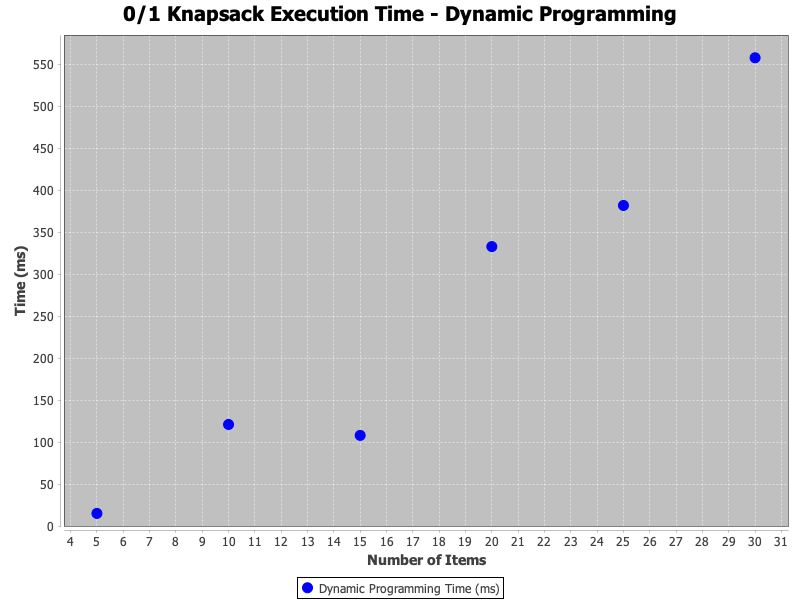 0/1 Knapsack Execution Time - Dynamic Programming
Time (ms)
550
500
450
400
350
300
250
200
150
100
50
0
4 5 6 7 8 9 10 11 12 13 14 15 16 17 18 19 20 21 22 23 24 25 26 27 28 29 30 31
Number of Items
Dynamic Programming Time (ms)